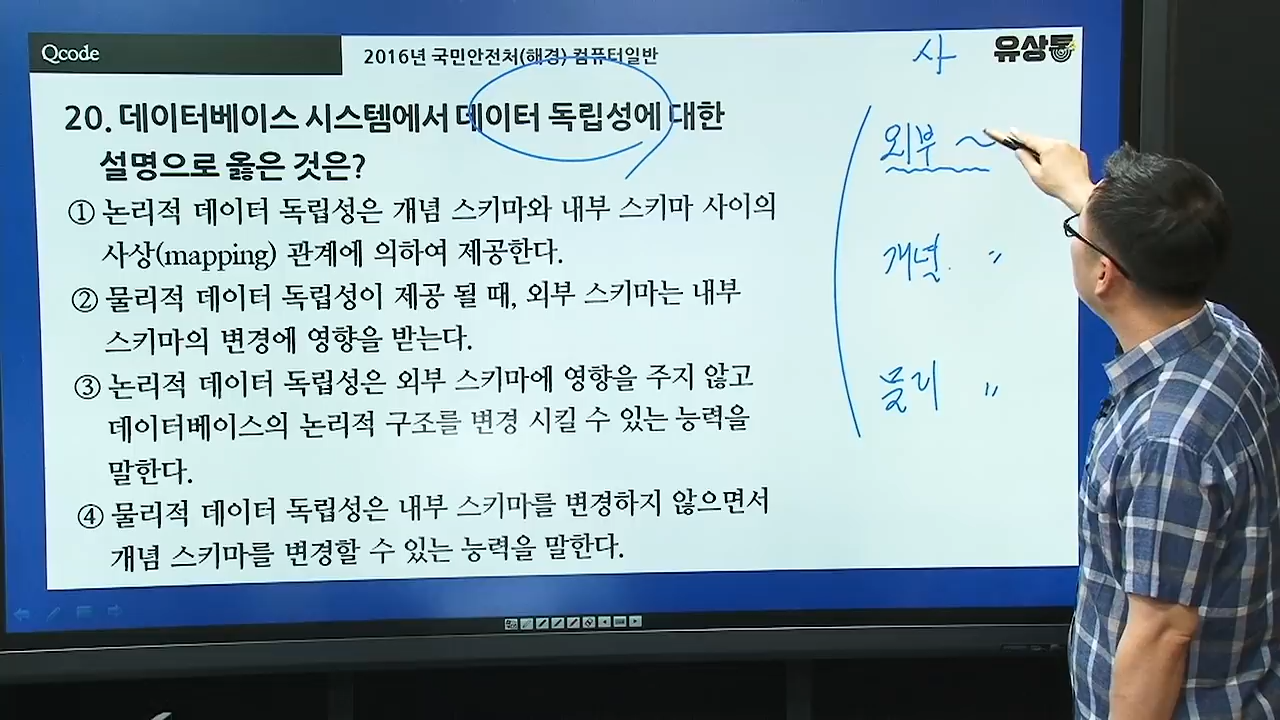 Qcode
2016년 국민안전처(해경) 컴퓨터일반
유상통
20. 데이터베이스 시스템에서 데이터 독립성에 대한
설명으로 옳은 것은?
① 논리적 데이터 독립성은 개념 스키마와 내부 스키마 사이의
사상(mapping) 관계에 의하여 제공한다.
② 물리적 데이터 독립성이 제공 될 때, 외부 스키마는 내부
스키마의 변경에 영향을 받는다.
③ 논리적 데이터 독립성은 외부 스키마에 영향을 주지 않고
데이터베이스의 논리적 구조를 변경 시킬 수 있는 능력을
말한다.
④ 물리적 데이터 독립성은 내부 스키마를 변경하지 않으면서
개념 스키마를 변경할 수 있는 능력을 말한다.
사
외부 ~
개념 〃
물리 〃